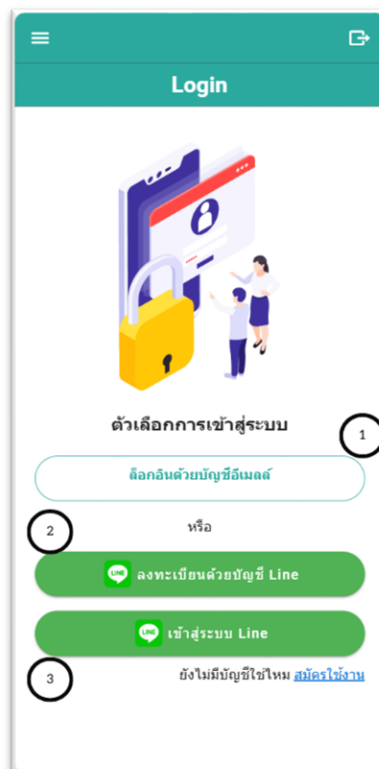 Login
ตัวเลือกการเข้าสู่ระบบ
1
ล็อกอินด้วยบัญชีอีเมลล์
2
หรือ
LINE ลงทะเบียนด้วยบัญชี Line
LINE เข้าสู่ระบบ Line
3
ยังไม่มีบัญชีใช่ไหม สมัครใช้งาน